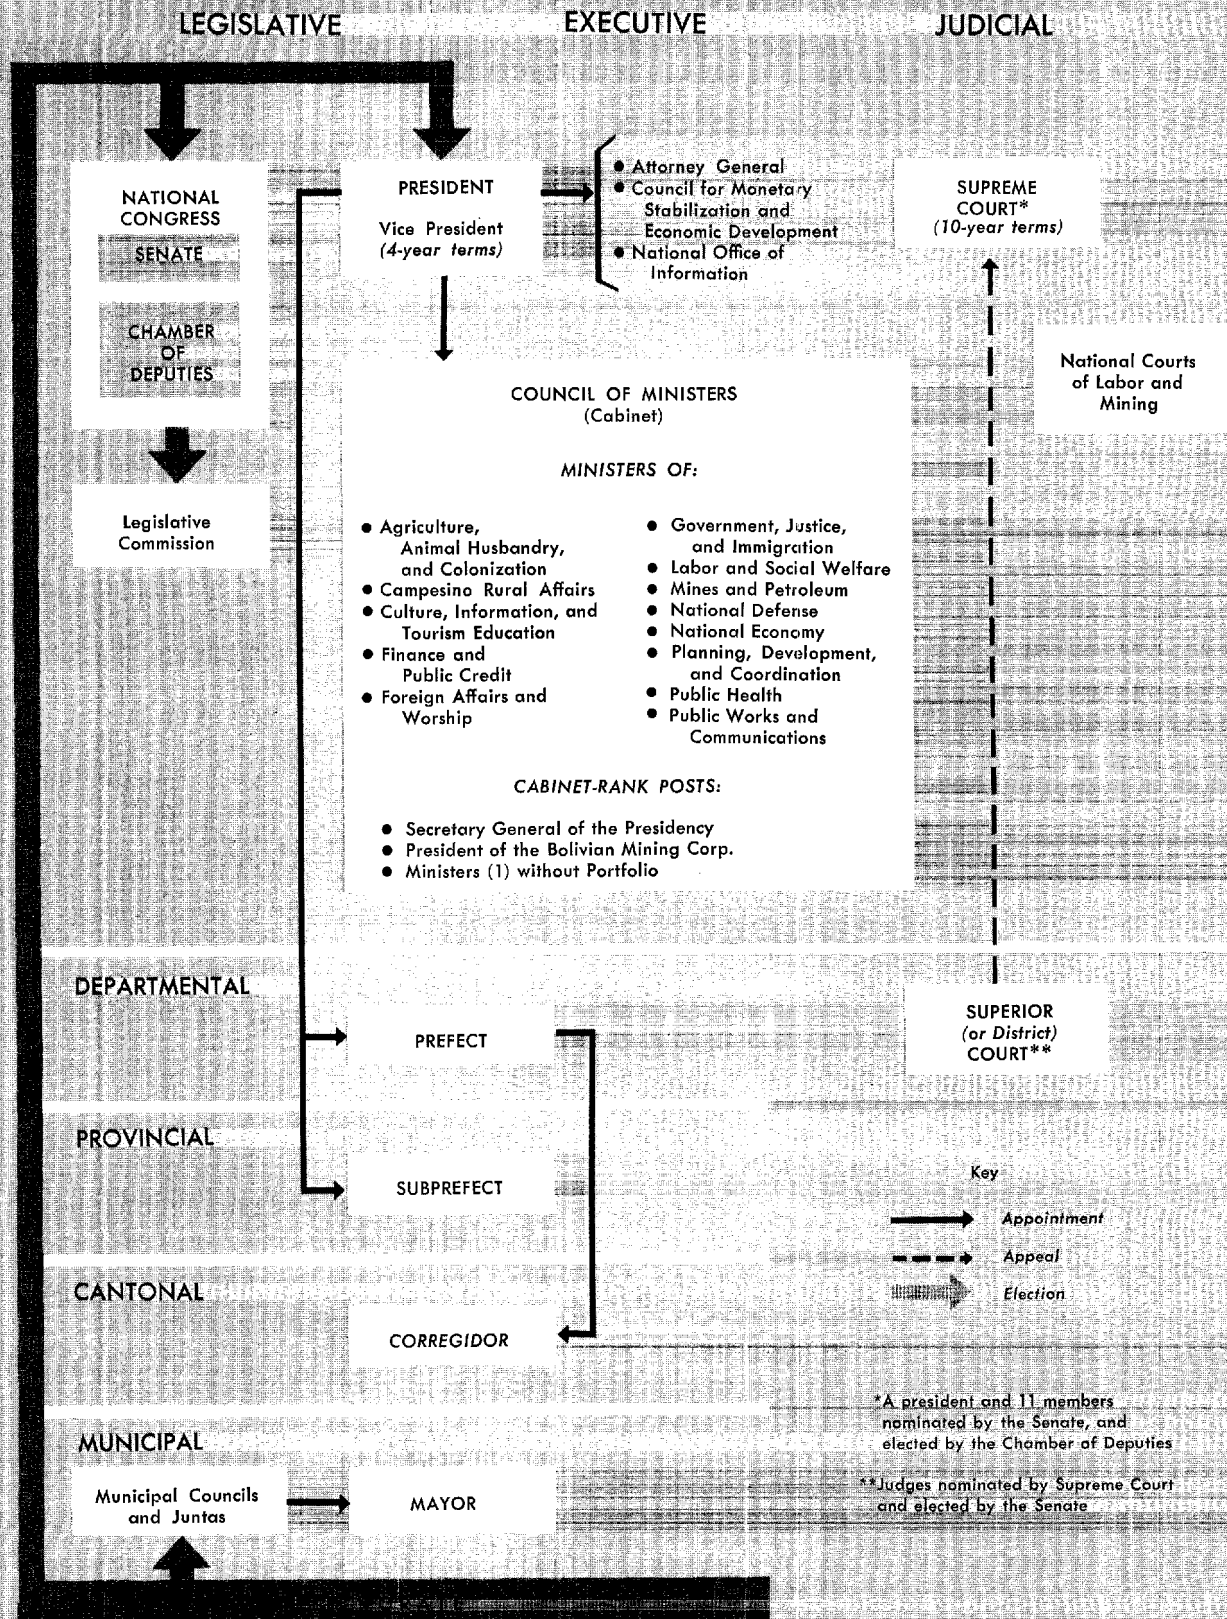 LEGISLATIVE
EXECUTIVE
JUDICIAL
NATIONAL
CONGRESS
SENATE
CHAMBER
OF
DEPUTIES
Legislative
Commission
PRESIDENT
Vice President
(4-year terms)
● Attorney General
● Council for Monetary
Stabilization and
Economic Development
● National Office of
Information
SUPREME
COURT*
(10-year terms)
National Courts
of Labor and
Mining
COUNCIL OF MINISTERS
(Cabinet)
MINISTERS OF:
● Agriculture,
Animal Husbandry,
and Colonization
● Campesino Rural Affairs
● Culture, Information, and
Tourism Education
● Finance and
Public Credit
● Foreign Affairs and
Worship
● Government, Justice,
and Immigration
● Labor and Social Welfare
● Mines and Petroleum
● National Defense
● National Economy
● Planning, Development,
and Coordination
● Public Health
● Public Works and
Communications
CABINET-RANK POSTS:
● Secretary General of the Presidency
● President of the Bolivian Mining Corp.
● Ministers (1) without Portfolio
DEPARTMENTAL
PREFECT
SUPERIOR
(or District)
COURT**
PROVINCIAL
SUBPREFECT
CANTONAL
CORREGIDOR
MUNICIPAL
Municipal Councils
and Juntas
MAYOR
Key
Appointment
Appeal
Election
*A president and 11 members
nominated by the Senate, and
elected by the Chamber of Deputies
**Judges nominated by Supreme Court
and elected by the Senate